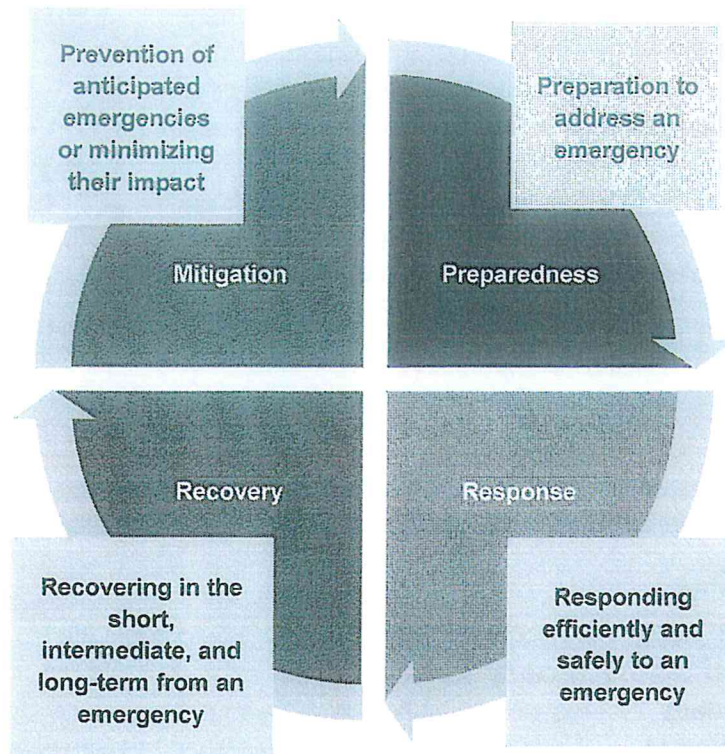 Prevention of
anticipated
emergencies
or minimizing
their impact
Preparation to
address an
emergency
Mitigation
Preparedness
Recovery
Response
Recovering in the
short,
intermediate, and
long-term from an
emergency
Responding
efficiently and
safely to an
emergency